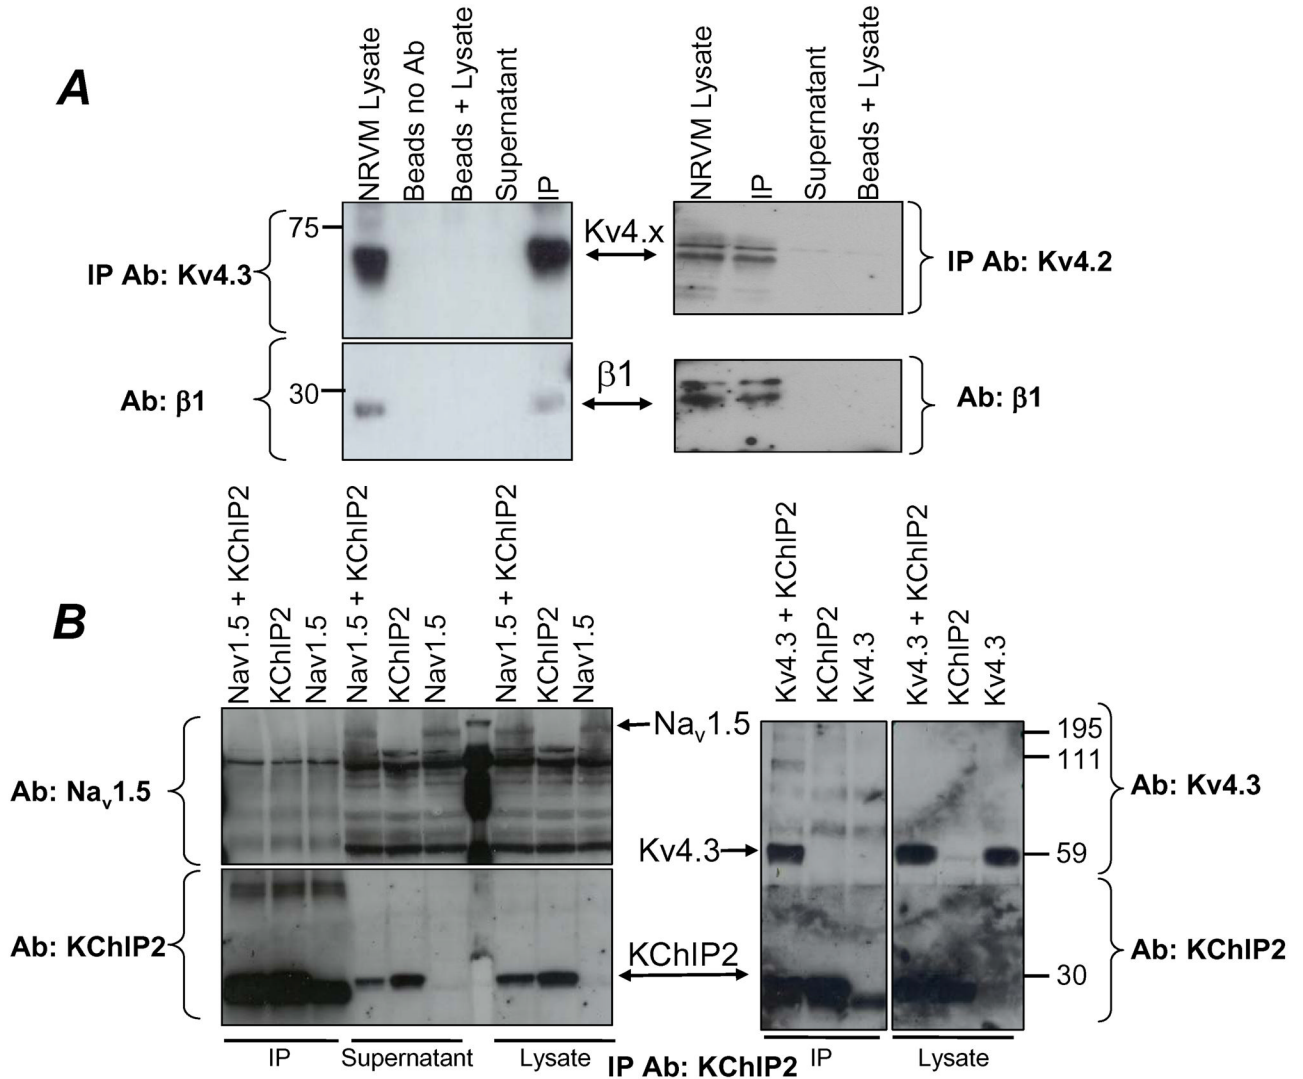 A
NRVM Lysate
Beads no Ab
Beads + Lysate
Supernatant
IP
NRVM Lysate
IP
Supernatant
Beads + Lysate
75
Kv4.x
IP Ab: Kv4.3
IP Ab: Kv4.2
30
β1
Ab: β1
Ab: β1
B
Nav1.5 + KChIP2
KChIP2
Nav1.5
Nav1.5 + KChIP2
KChIP2
Nav1.5
Nav1.5 + KChIP2
KChIP2
Nav1.5
Kv4.3 + KChIP2
KChIP2
Kv4.3
Kv4.3 + KChIP2
KChIP2
Kv4.3
Nav1.5
195
111
Ab: Nav1.5
Ab: Kv4.3
Kv4.3
59
Ab: KChIP2
KChIP2
Ab: KChIP2
30
IP
Supernatant
Lysate
IP Ab: KChIP2
IP
Lysate